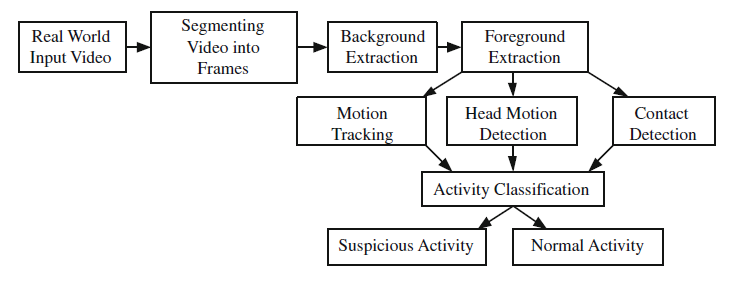 Real World
Input Video
Segmenting
Video into
Frames
Background
Extraction
Foreground
Extraction
Motion
Tracking
Head Motion
Detection
Contact
Detection
Activity Classification
Suspicious Activity
Normal Activity